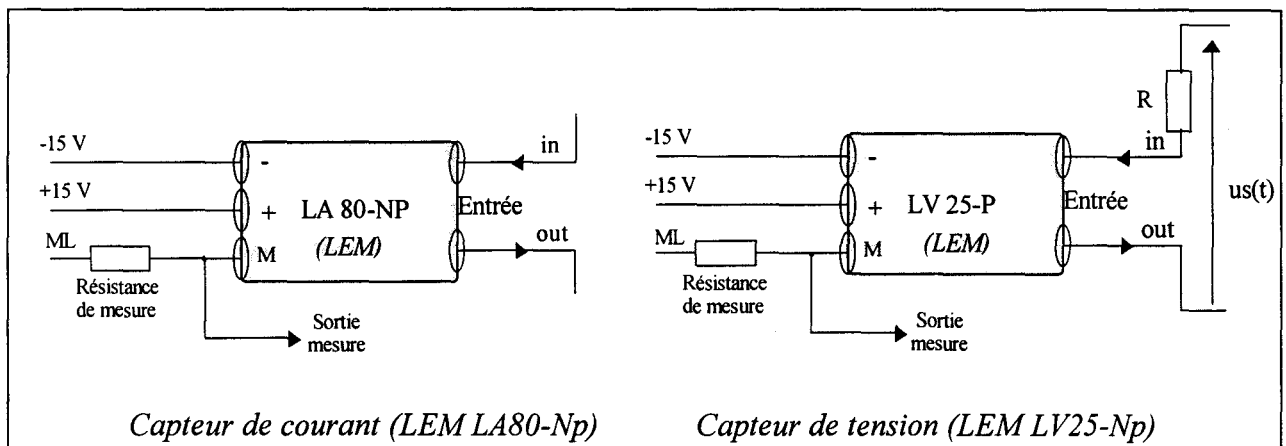 -15 V
in
-
+15 V
LA 80-NP
Entrée
+
(LEM)
ML
M
out
Résistance
de mesure
Sortie
mesure
R
-15 V
in
-
us(t)
+15 V
LV 25-P
Entrée
+
(LEM)
ML
M
out
Résistance
de mesure
Sortie
mesure
Capteur de courant (LEM LA80-Np)
Capteur de tension (LEM LV25-Np)